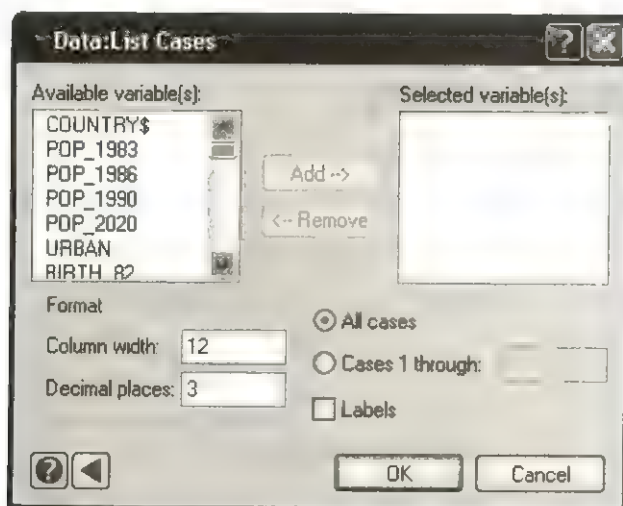 Data:List Cases
Available variable(s):
Selected variable(s):
COUNTRY$
POP_1983
POP_1986
POP_1990
POP_2020
URBAN
BIRTH_82
Add -->
<-- Remove
Format
Column width: 12
Decimal places: 3
All cases
Cases 1 through:
Labels
OK
Cancel